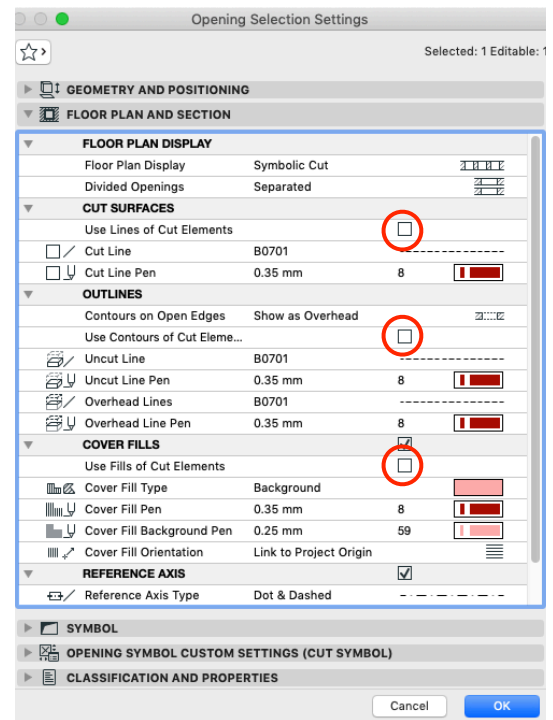 Opening Selection Settings
Selected: 1 Editable: 1
GEOMETRY AND POSITIONING
FLOOR PLAN AND SECTION
FLOOR PLAN DISPLAY
Floor Plan Display Symbolic Cut
Divided Openings Separated
CUT SURFACES
Use Lines of Cut Elements
Cut Line B0701
Cut Line Pen 0.35 mm 8
OUTLINES
Contours on Open Edges Show as Overhead
Use Contours of Cut Eleme...
Uncut Line B0701
Uncut Line Pen 0.35 mm 8
Overhead Lines B0701
Overhead Line Pen 0.35 mm 8
COVER FILLS
Use Fills of Cut Elements
Cover Fill Type Background
Cover Fill Pen 0.35 mm 8
Cover Fill Background Pen 0.25 mm 59
Cover Fill Orientation Link to Project Origin
REFERENCE AXIS
Reference Axis Type Dot & Dashed
SYMBOL
OPENING SYMBOL CUSTOM SETTINGS (CUT SYMBOL)
CLASSIFICATION AND PROPERTIES
Cancel OK